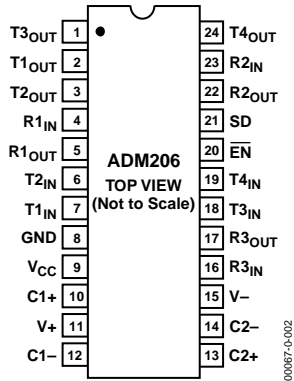 T3OUT 1 24 T4OUT
T1OUT 2 23 R2IN
T2OUT 3 22 R2OUT
R1IN 4 21 SD
R1OUT 5 20 EN
T2IN 6 19 T4IN
T1IN 7 18 T3IN
GND 8 17 R3OUT
VCC 9 16 R3IN
C1+ 10 15 V–
V+ 11 14 C2–
C1– 12 13 C2+
ADM206
TOP VIEW
(Not to Scale)
00067-0-002